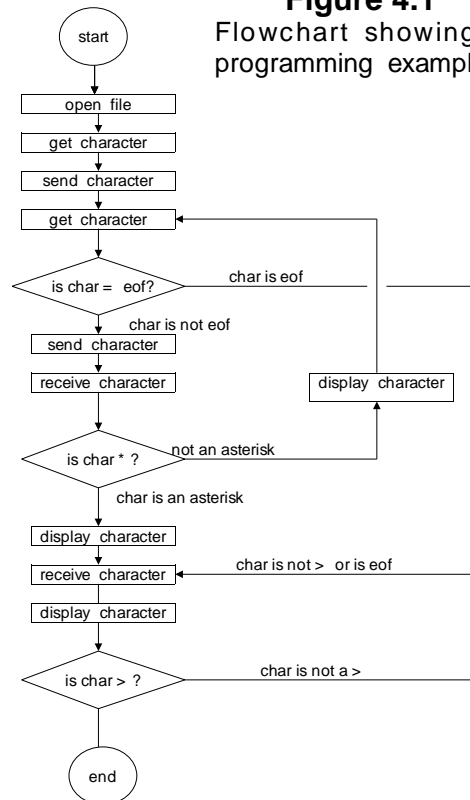 Figure 4.1
Flowchart showing
programming
start
open file
get character
send character
get character
is char = eof?
char is eof
char is not eof
send character
receive character
display character
is char * ?
not an asterisk
char is an asterisk
display character
receive character
char is not > or is eof
display character
is char > ?
char is not a >
end